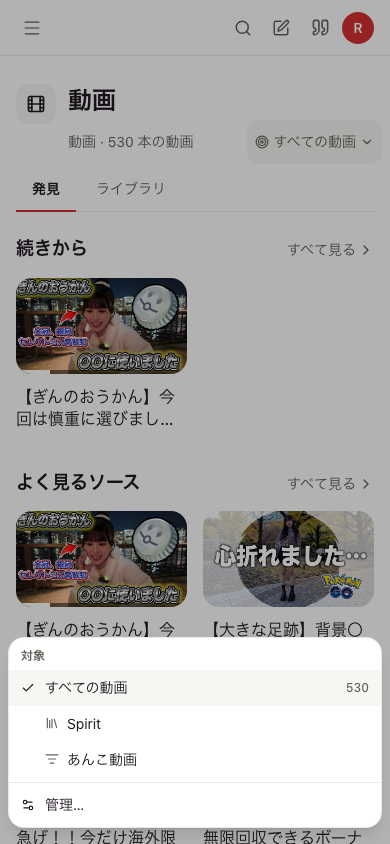 R
動画
動画 · 530 本の動画
すべての動画
発見
ライブラリ
続きから
すべて見る
ぎんのおうかん
〇〇に使いました
【ぎんのおうかん】今
回は慎重に選びまし...
よく見るソース
すべて見る
ぎんのおうかん
〇〇に使いました
心折れました…
Pokémon
GO
【ぎんのおうかん】今
【大きな足跡】背景〇
対象
すべての動画
530
Spirit
あんこ動画
管理...
急げ！！今だけ海外限
無限回収できるボーナ